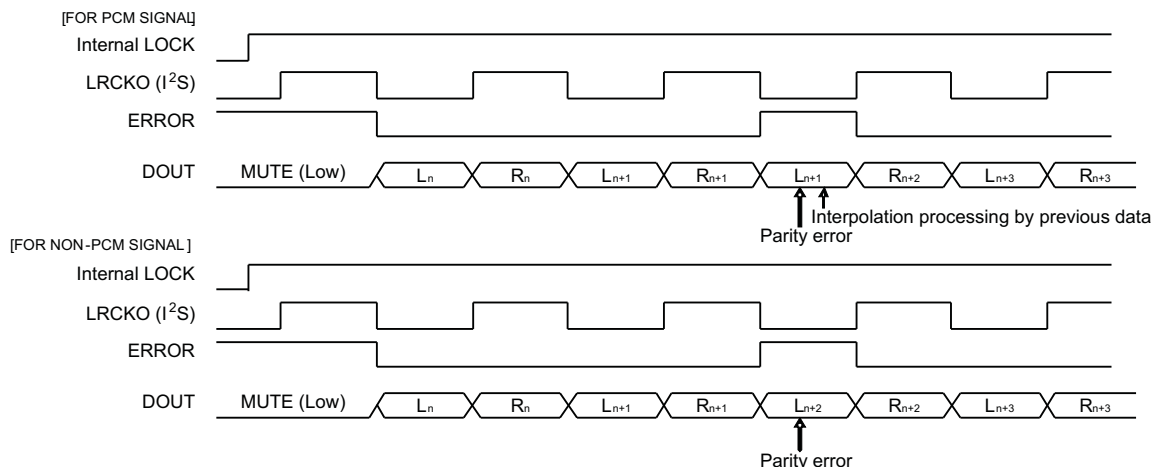 [FOR PCM SIGNAL]
Internal LOCK
LRCKO (I²S)
ERROR
DOUT MUTE (Low) Lₙ Rₙ Lₙ₊₁ Rₙ₊₁ Lₙ₊₁ Rₙ₊₂ Lₙ₊₃ Rₙ₊₃
Interpolation processing by previous data
Parity error
[FOR NON-PCM SIGNAL]
Internal LOCK
LRCKO (I²S)
ERROR
DOUT MUTE (Low) Lₙ Rₙ Lₙ₊₁ Rₙ₊₁ Lₙ₊₂ Rₙ₊₂ Lₙ₊₃ Rₙ₊₃
Parity error